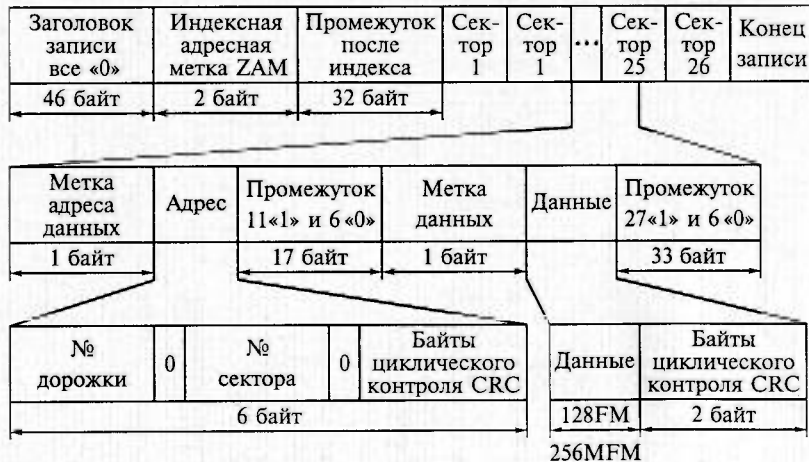 Заголовок записи все «0»
Индексная адресная метка ZAM
Промежуток после индекса
Сек-тор 1
Сек-тор 1
...
Сек-тор 25
Сек-тор 26
Конец записи
46 байт
2 байт
32 байт
Метка адреса данных
Адрес
Промежуток 11«1» и 6«0»
Метка данных
Данные
Промежуток 27«1» и 6«0»
1 байт
17 байт
1 байт
33 байт
№ дорожки
0
№ сектора
0
Байты циклического контроля CRC
Данные
Байты циклического контроля CRC
6 байт
128FM
2 байт
256MFM